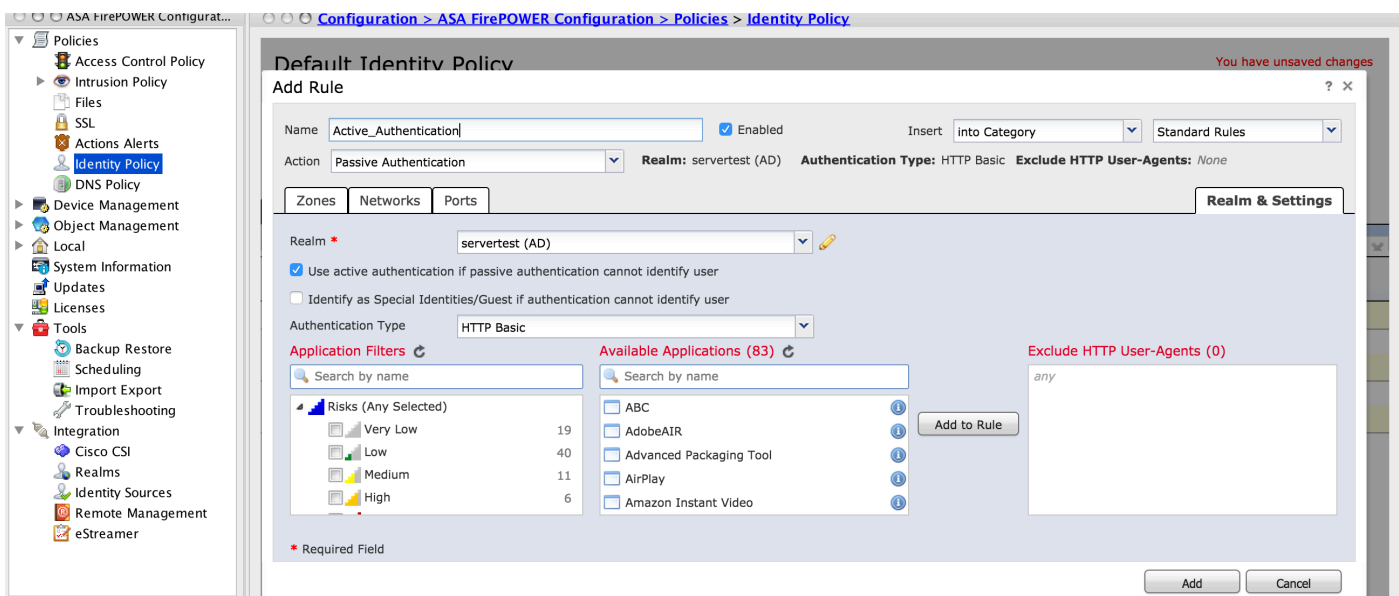 ASA FirePOWER Configurat...
Policies
Access Control Policy
Intrusion Policy
Files
SSL
Actions Alerts
Identity Policy
DNS Policy
Device Management
Object Management
Local
System Information
Updates
Licenses
Tools
Backup Restore
Scheduling
Import Export
Troubleshooting
Integration
Cisco CSI
Realms
Identity Sources
Remote Management
eStreamer
Configuration > ASA FirePOWER Configuration > Policies > Identity Policy
Default Identity Policy
You have unsaved changes
Add Rule
? ×
Name Active_Authentication Enabled Insert into Category Standard Rules
Action Passive Authentication Realm: servertest (AD) Authentication Type: HTTP Basic Exclude HTTP User-Agents: None
Zones Networks Ports Realm & Settings
Realm * servertest (AD)
Use active authentication if passive authentication cannot identify user
Identify as Special Identities/Guest if authentication cannot identify user
Authentication Type HTTP Basic
Application Filters Available Applications (83) Exclude HTTP User-Agents (0)
Search by name Search by name any
Risks (Any Selected)
Very Low 19
Low 40
Medium 11
High 6
ABC
AdobeAIR
Advanced Packaging Tool
AirPlay
Amazon Instant Video
Add to Rule
* Required Field
Add Cancel